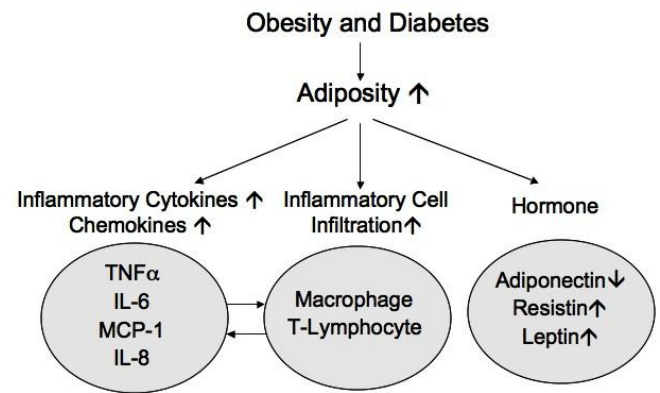 Obesity and Diabetes
Adiposity ↑
Inflammatory Cytokines ↑
Chemokines ↑
Inflammatory Cell
Infiltration↑
Hormone
TNFα
IL-6
MCP-1
IL-8
Macrophage
T-Lymphocyte
Adiponectin↓
Resistin↑
Leptin↑